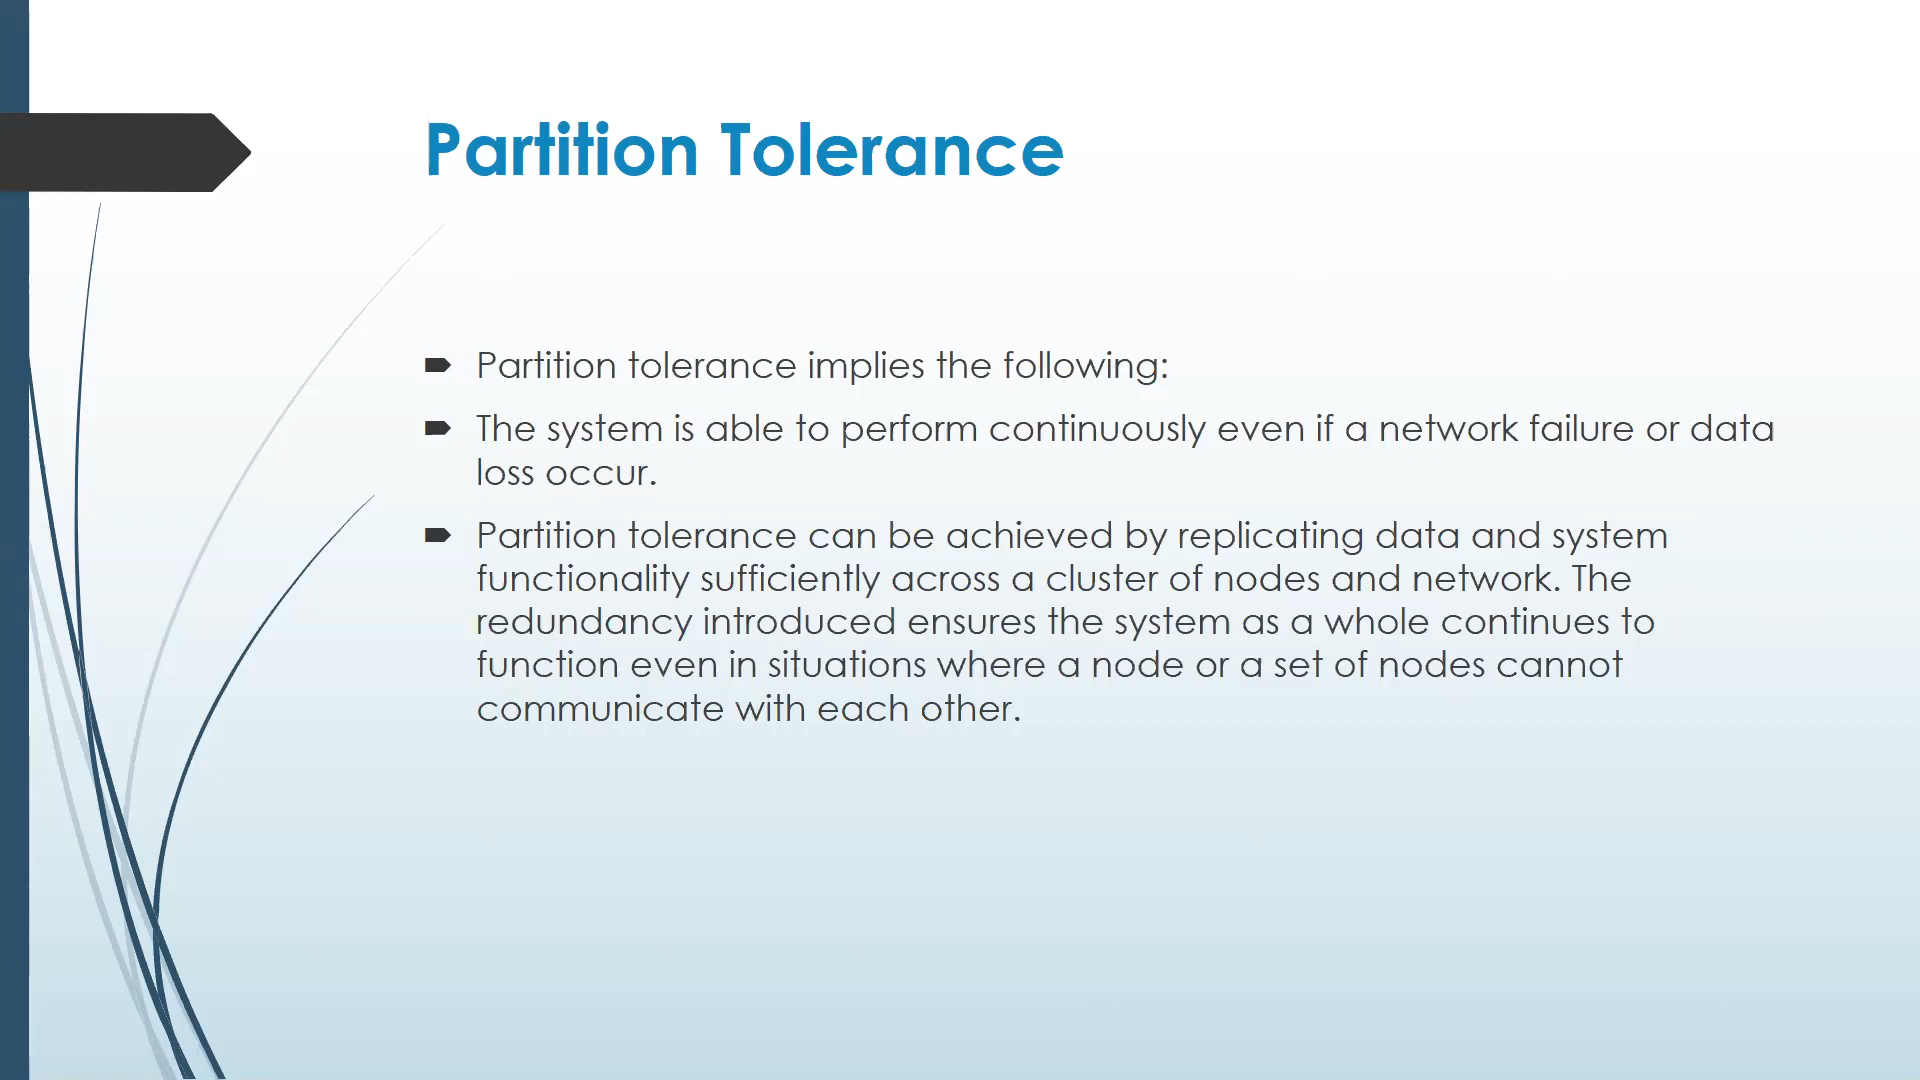 Partition Tolerance
Partition tolerance implies the following:
The system is able to perform continuously even if a network failure or data
loss occur.
Partition tolerance can be achieved by replicating data and system
functionality sufficiently across a cluster of nodes and network. The
redundancy introduced ensures the system as a whole continues to
function even in situations where a node or a set of nodes cannot
communicate with each other.